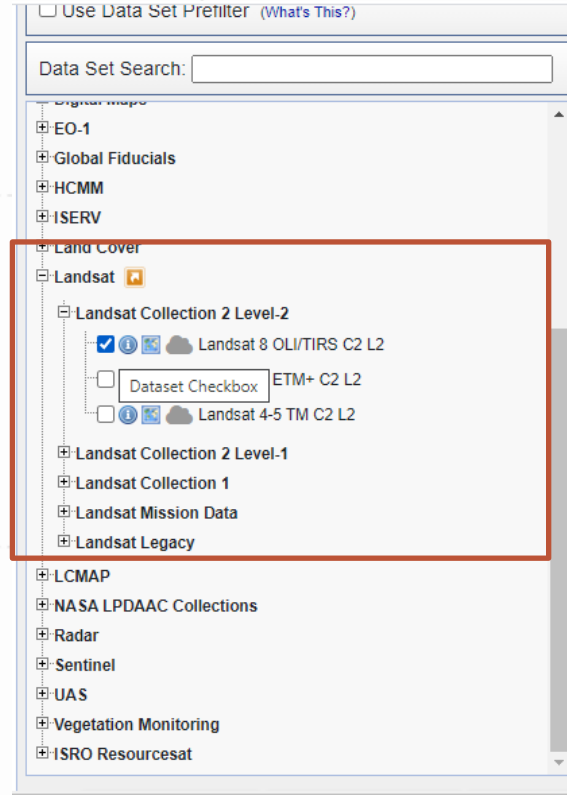 Use Data Set Prefilter (What's This?)
Data Set Search:
Digital Maps
EO-1
Global Fiducials
HCMM
ISERV
Land Cover
Landsat
Landsat Collection 2 Level-2
Landsat 8 OLI/TIRS C2 L2
ETM+ C2 L2
Dataset Checkbox
Landsat 4-5 TM C2 L2
Landsat Collection 2 Level-1
Landsat Collection 1
Landsat Mission Data
Landsat Legacy
LCMAP
NASA LPDAAC Collections
Radar
Sentinel
UAS
Vegetation Monitoring
ISRO Resourcesat